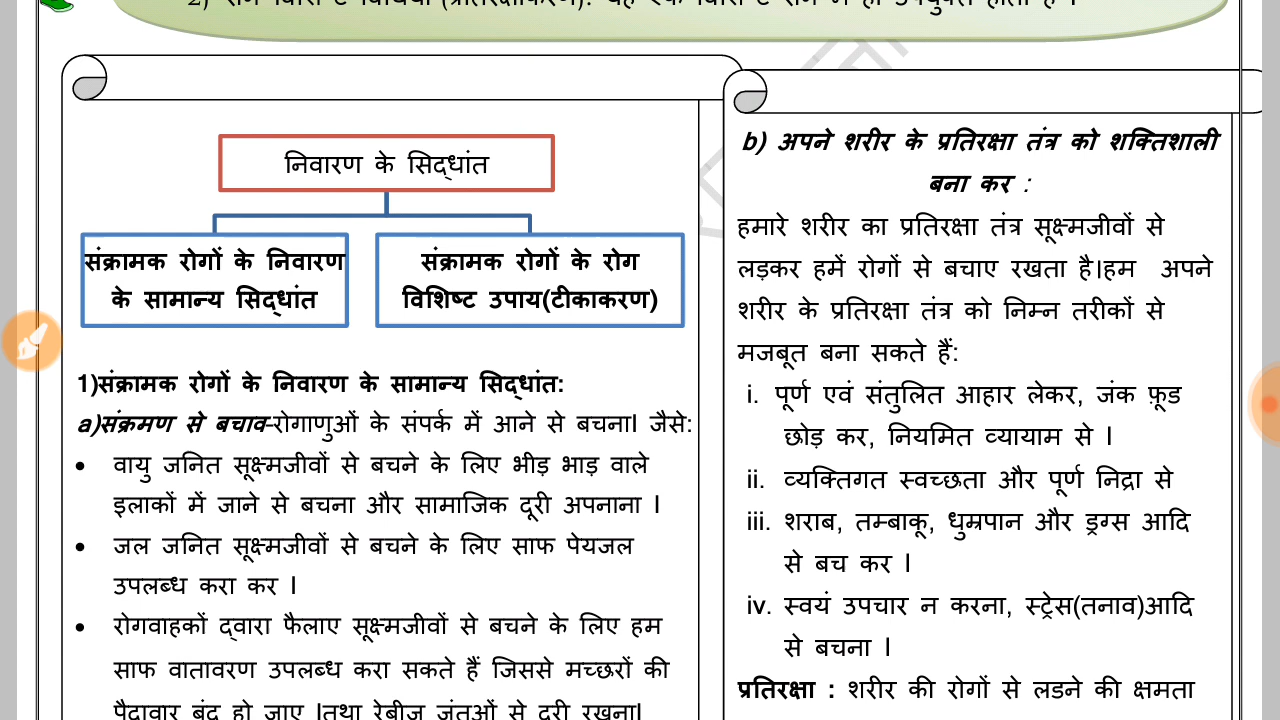 निवारण के सिद्धांत
संक्रामक रोगों के निवारण
के सामान्य सिद्धांत
संक्रामक रोगों के रोग
विशिष्ट उपाय(टीकाकरण)
1)संक्रामक रोगों के निवारण के सामान्य सिद्धांत:
a)संक्रमण से बचाव-रोगाणुओं के संपर्क में आने से बचना। जैसे:
• वायु जनित सूक्ष्मजीवों से बचने के लिए भीड़ भाड़ वाले
इलाकों में जाने से बचना और सामाजिक दूरी अपनाना ।
• जल जनित सूक्ष्मजीवों से बचने के लिए साफ पेयजल
उपलब्ध करा कर ।
• रोगवाहकों द्वारा फैलाए सूक्ष्मजीवों से बचने के लिए हम
साफ वातावरण उपलब्ध करा सकते हैं जिससे मच्छरों की
पैदावार बंद हो जाए ।तथा रेबीज जंतुओं से दूरी रखना।
b) अपने शरीर के प्रतिरक्षा तंत्र को शक्तिशाली
बना कर :
हमारे शरीर का प्रतिरक्षा तंत्र सूक्ष्मजीवों से
लड़कर हमें रोगों से बचाए रखता है।हम अपने
शरीर के प्रतिरक्षा तंत्र को निम्न तरीकों से
मजबूत बना सकते हैं:
i. पूर्ण एवं संतुलित आहार लेकर, जंक फ़ूड
छोड़ कर, नियमित व्यायाम से ।
ii. व्यक्तिगत स्वच्छता और पूर्ण निद्रा से
iii. शराब, तम्बाकू, धुम्रपान और ड्रग्स आदि
से बच कर ।
iv. स्वयं उपचार न करना, स्ट्रेस(तनाव)आदि
से बचना ।
प्रतिरक्षा : शरीर की रोगों से लडने की क्षमता